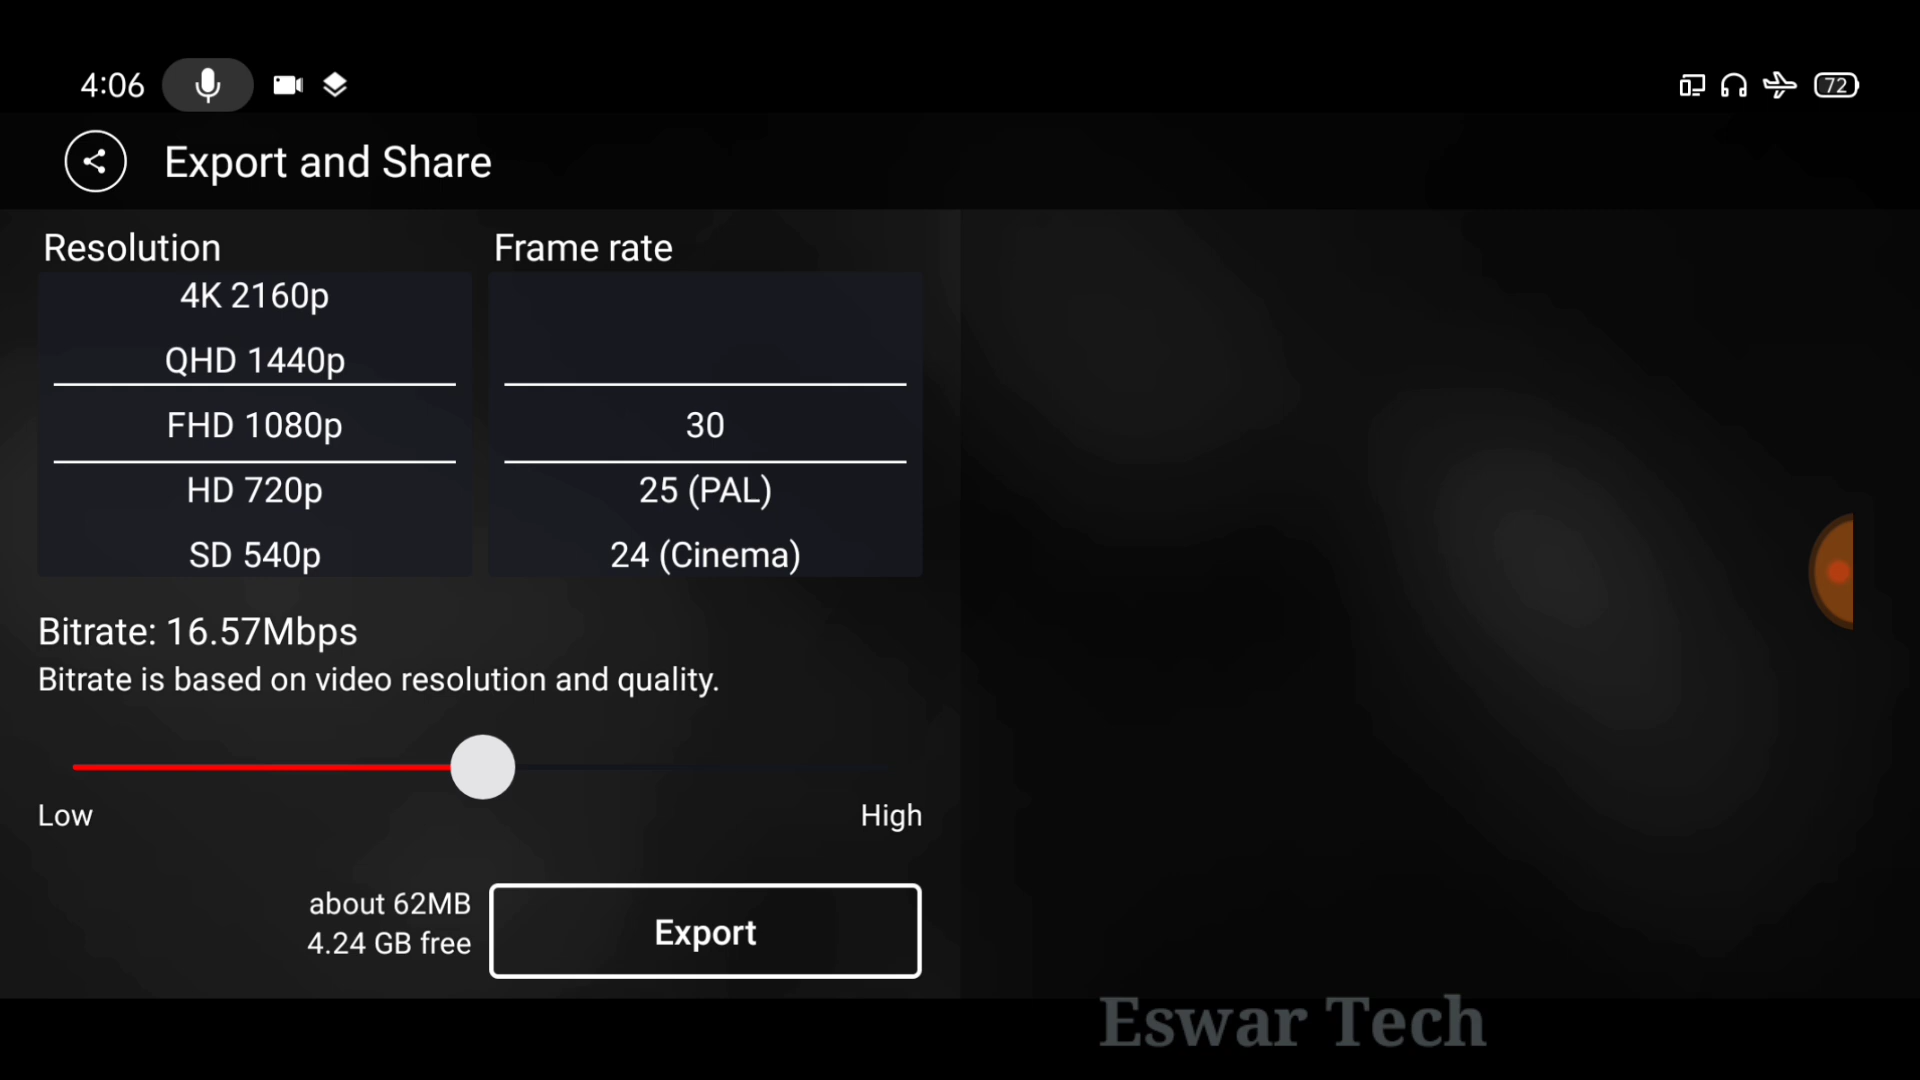 4:06
72
Export and Share
Resolution
Frame rate
4K 2160p
QHD 1440p
FHD 1080p
HD 720p
SD 540p
30
25 (PAL)
24 (Cinema)
Bitrate: 16.57Mbps
Bitrate is based on video resolution and quality.
Low
High
about 62MB
4.24 GB free
Export
Eswar Tech